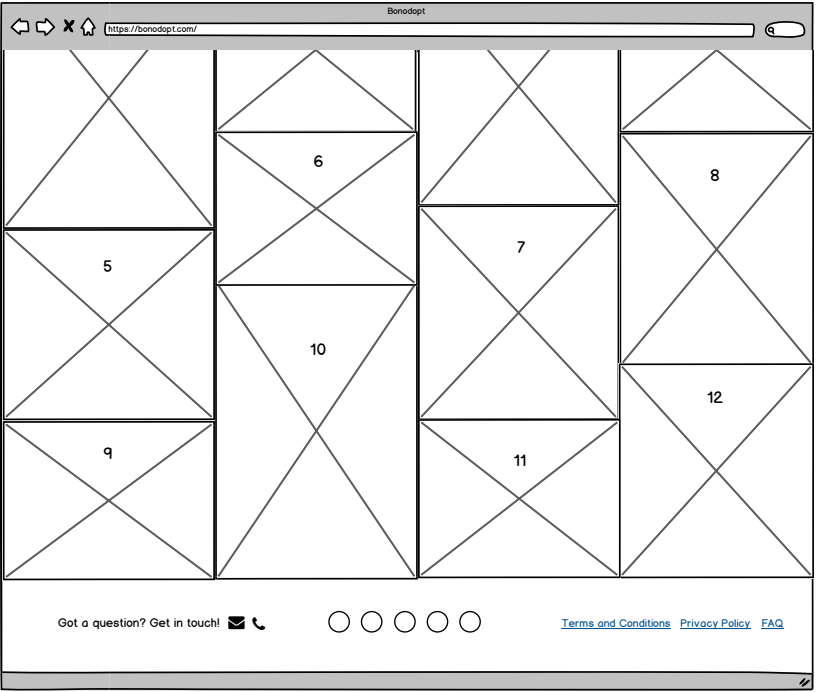 Bonodopt
https://bonodopt.com/
6
8
7
5
10
12
9
11
Got a question? Get in touch!
Terms and Conditions Privacy Policy FAQ